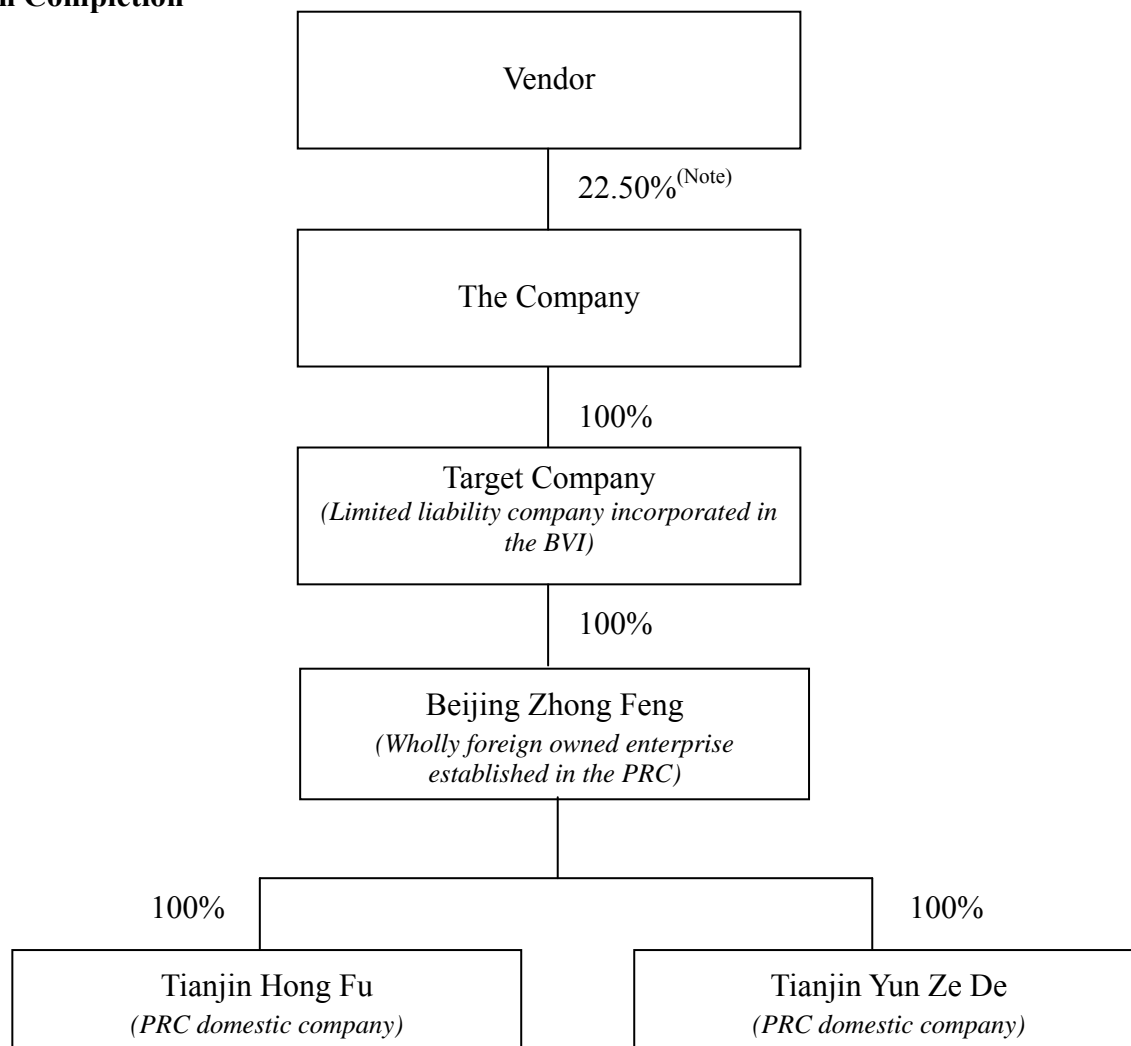 Completion
Vendor
22.50%(Note)
The Company
100%
Target Company
(Limited liability company incorporated in
the BVI)
100%
Beijing Zhong Feng
(Wholly foreign owned enterprise
established in the PRC)
100%
100%
Tianjin Hong Fu
(PRC domestic company)
Tianjin Yun Ze De
(PRC domestic company)